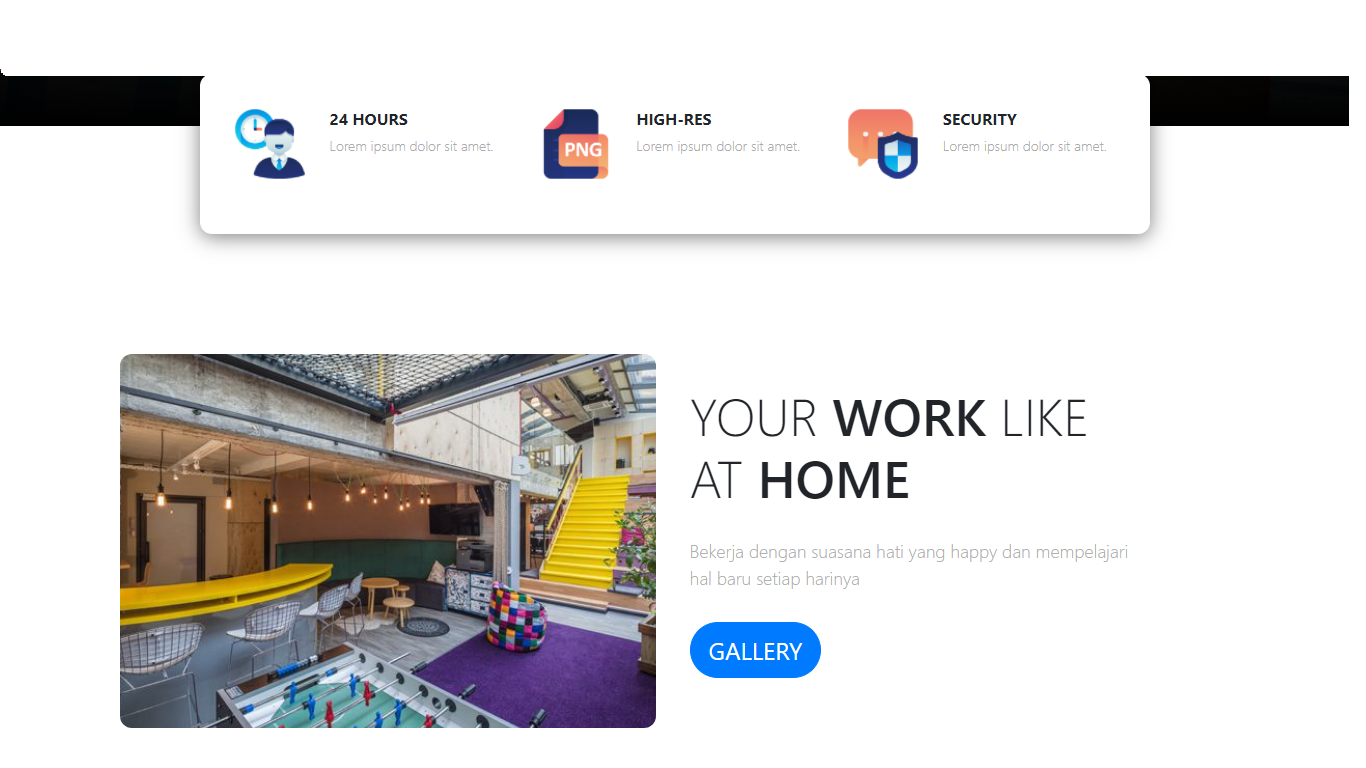 24 HOURS
Lorem ipsum dolor sit amet.
PNG
HIGH-RES
Lorem ipsum dolor sit amet.
SECURITY
Lorem ipsum dolor sit amet.
YOUR WORK LIKE
AT HOME
Bekerja dengan suasana hati yang happy dan mempelajari
hal baru setiap harinya
GALLERY